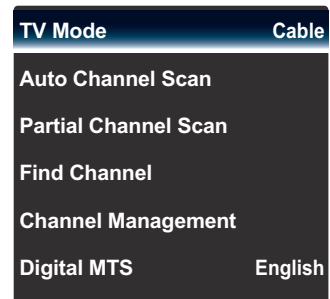 TV Mode Cable
Auto Channel Scan
Partial Channel Scan
Find Channel
Channel Management
Digital MTS English